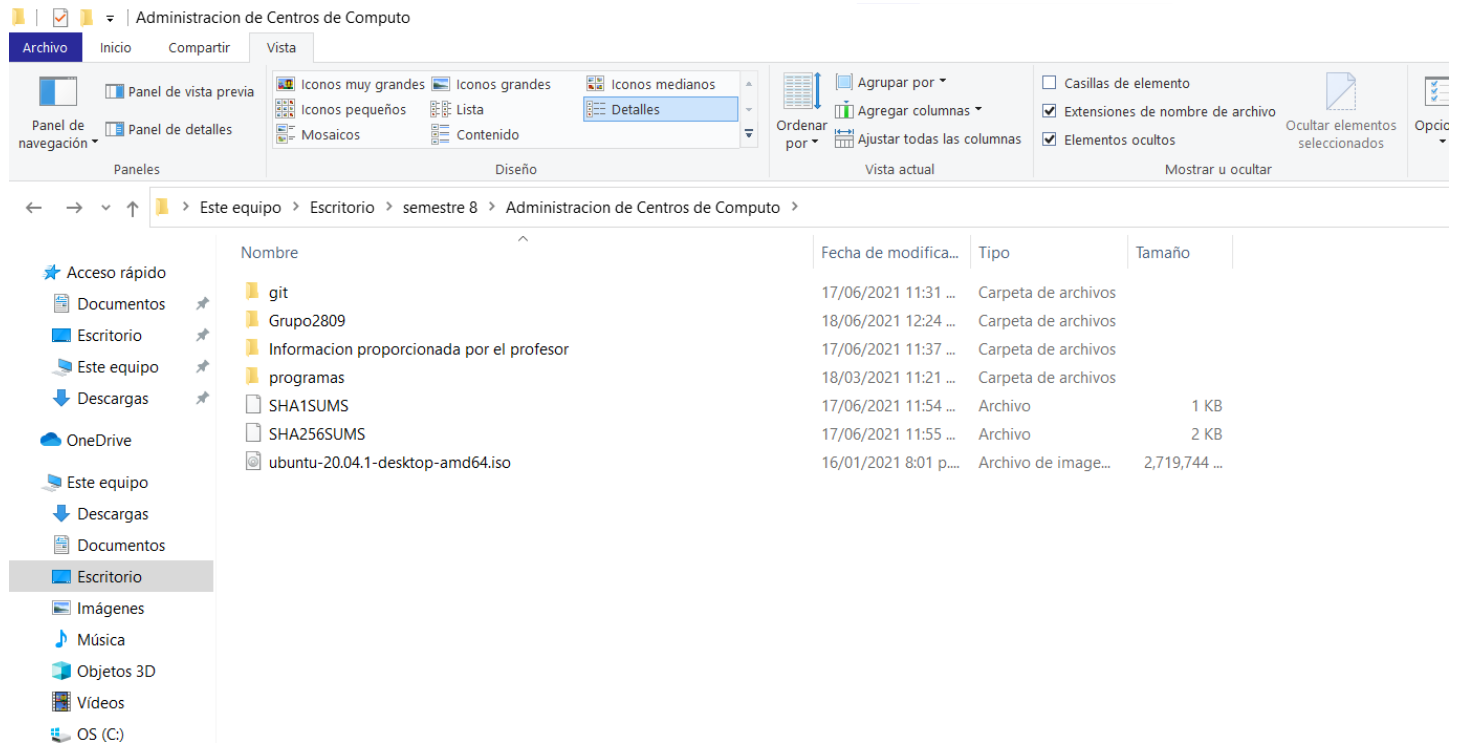 Administracion de Centros de Computo
Archivo Inicio Compartir Vista
Panel de navegación
Panel de vista previa
Panel de detalles
Paneles
Iconos muy grandes Iconos grandes Iconos medianos
Iconos pequeños Lista Detalles
Mosaicos Contenido
Diseño
Ordenar por
Agrupar por
Agregar columnas
Ajustar todas las columnas
Vista actual
Casillas de elemento
Extensiones de nombre de archivo
Elementos ocultos
Ocultar elementos seleccionados
Mostrar u ocultar
Opcio
Este equipo > Escritorio > semestre 8 > Administracion de Centros de Computo >
Nombre Fecha de modifica... Tipo Tamaño
git 17/06/2021 11:31 ... Carpeta de archivos
Grupo2809 18/06/2021 12:24 ... Carpeta de archivos
Informacion proporcionada por el profesor 17/06/2021 11:37 ... Carpeta de archivos
programas 18/03/2021 11:21 ... Carpeta de archivos
SHA1SUMS 17/06/2021 11:54 ... Archivo 1 KB
SHA256SUMS 17/06/2021 11:55 ... Archivo 2 KB
ubuntu-20.04.1-desktop-amd64.iso 16/01/2021 8:01 p.... Archivo de image... 2,719,744 ...
Acceso rápido
Documentos
Escritorio
Este equipo
Descargas
OneDrive
Este equipo
Descargas
Documentos
Escritorio
Imágenes
Música
Objetos 3D
Vídeos
OS (C:)